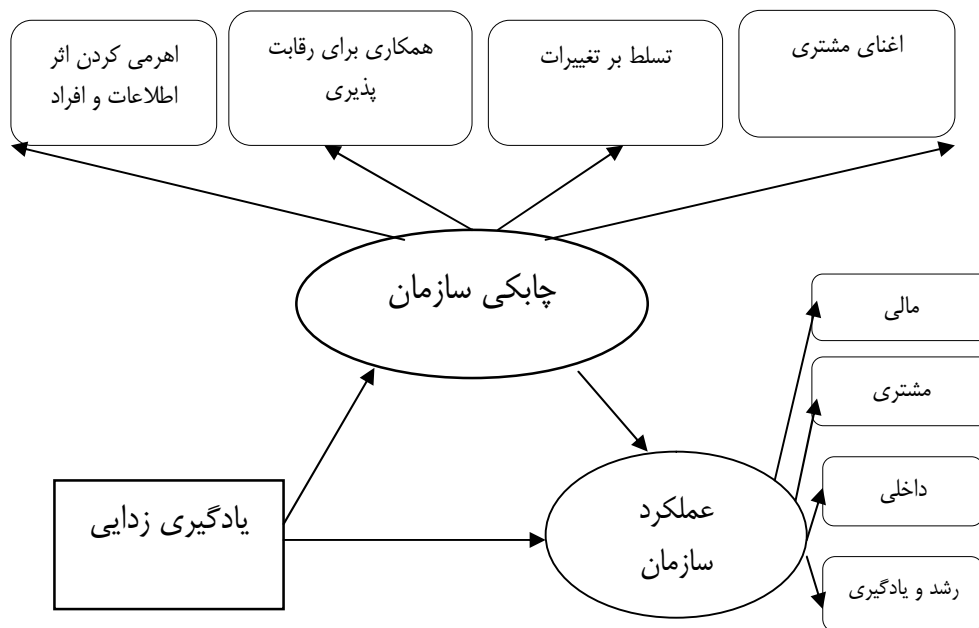 اغنای مشتری
تسلط بر تغییرات
همکاری برای رقابت
پذیری
اهرمی کردن اثر
اطلاعات و افراد
چابکی سازمان
مالی
مشتری
داخلی
رشد و یادگیری
عملکرد
سازمان
یادگیری زدایی